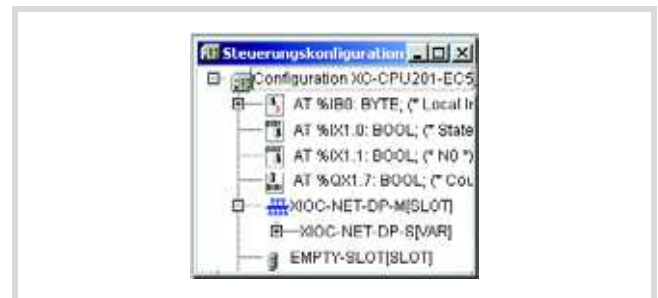 Steuerungskonfiguration
Configuration XC-CPU201-EC5
AT %IB0: BYTE; (* Local In
AT %IX1.0: BOOL; (* State
AT %IX1.1: BOOL; (* N0 *)
AT %QX1.7: BOOL; (* Cou
XIOC-NET-DP-M[SLOT]
XIOC-NET-DP-S[VAR]
EMPTY-SLOT[SLOT]